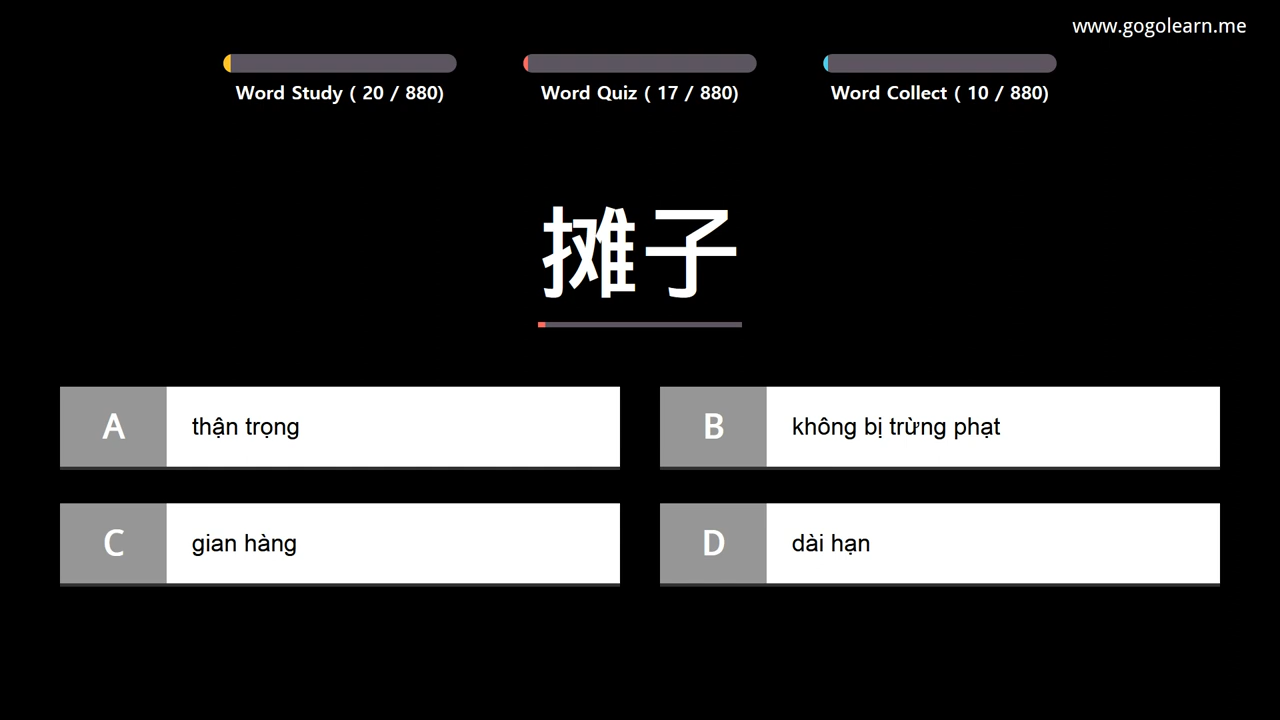 www.gogolearn.me
Word Study ( 20 / 880)
Word Quiz ( 17 / 880)
Word Collect ( 10 / 880)
摊子
A
thận trọng
B
không bị trừng phạt
C
gian hàng
D
dài hạn